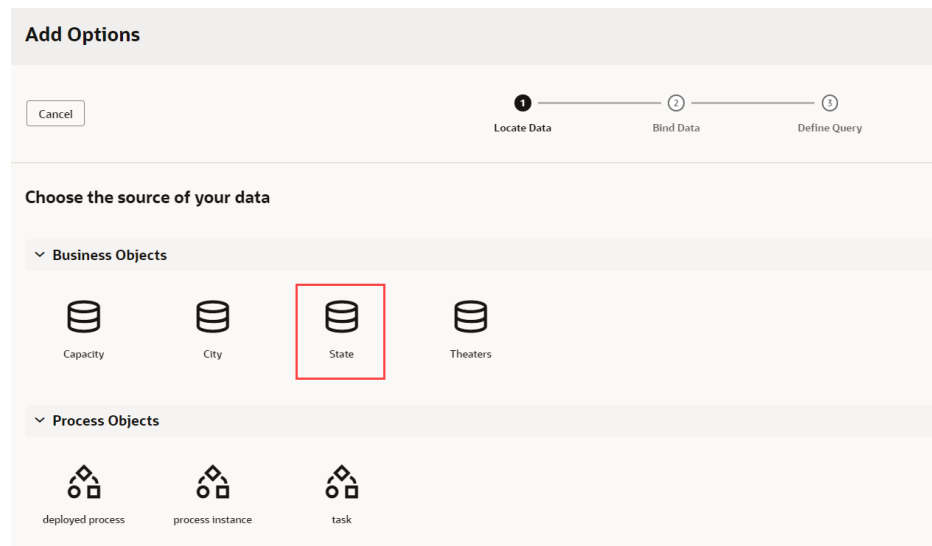 Add Options
Cancel
1
2
3
Locate Data
Bind Data
Define Query
Choose the source of your data
Business Objects
Capacity
City
State
Theaters
Process Objects
deployed process
process instance
task